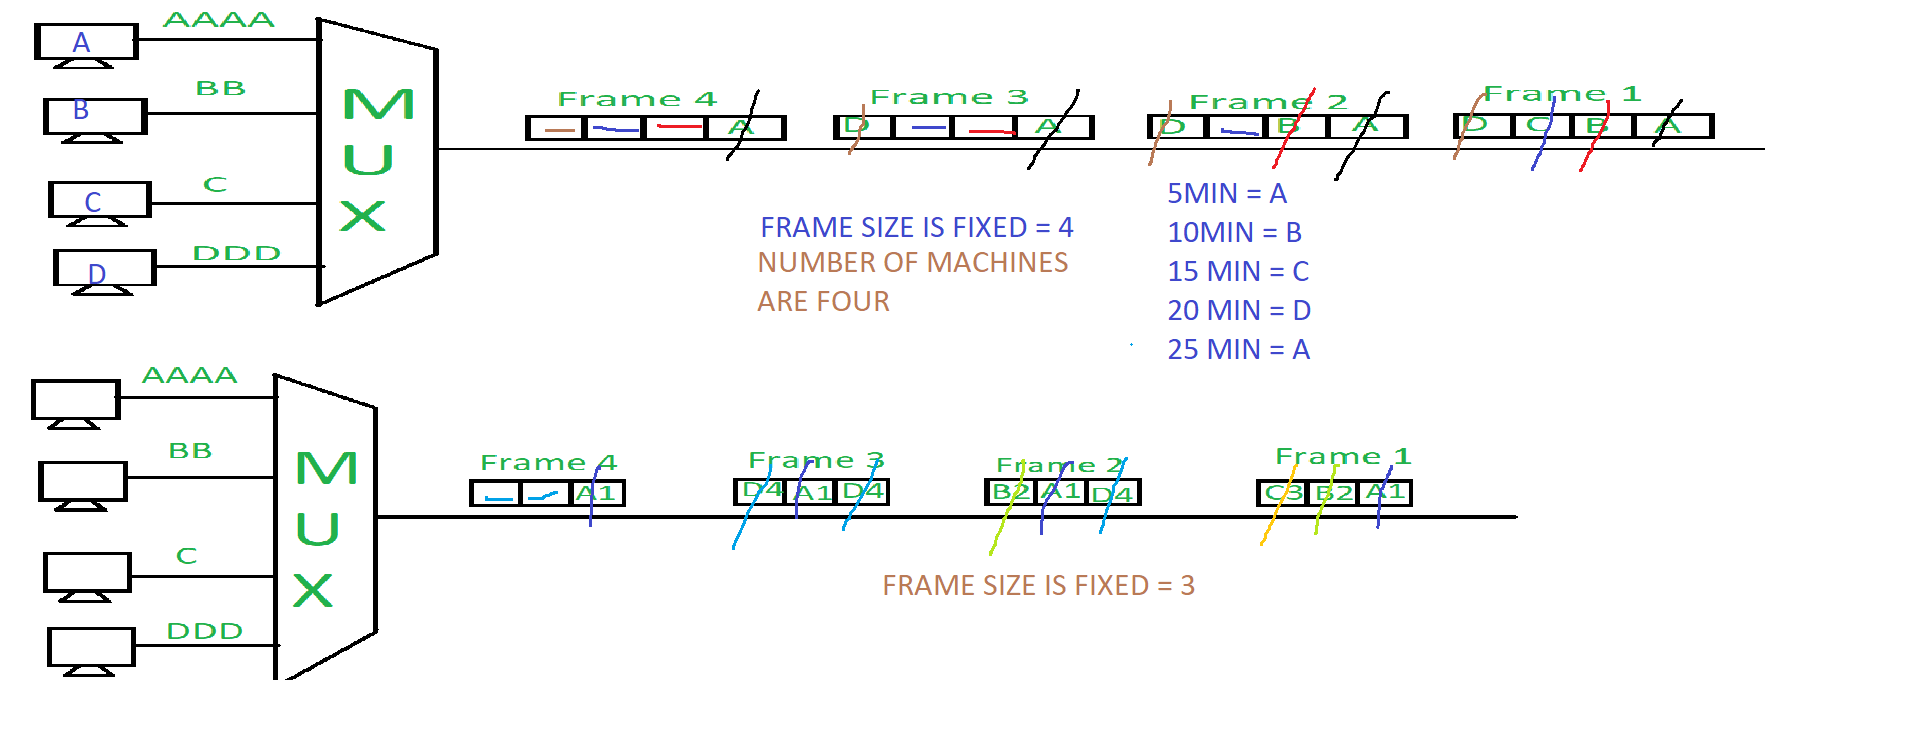 AAAA
A
BB
B
C
C
DDD
D
MUX
Frame 4
A
Frame 3
D A
Frame 2
D B A
Frame 1
D C B A
FRAME SIZE IS FIXED = 4
NUMBER OF MACHINES
ARE FOUR
5MIN = A
10MIN = B
15 MIN = C
20 MIN = D
25 MIN = A
AAAA
BB
C
DDD
MUX
Frame 4
A1
Frame 3
D4 A1 D4
Frame 2
B2 A1 D4
Frame 1
C3 B2 A1
FRAME SIZE IS FIXED = 3